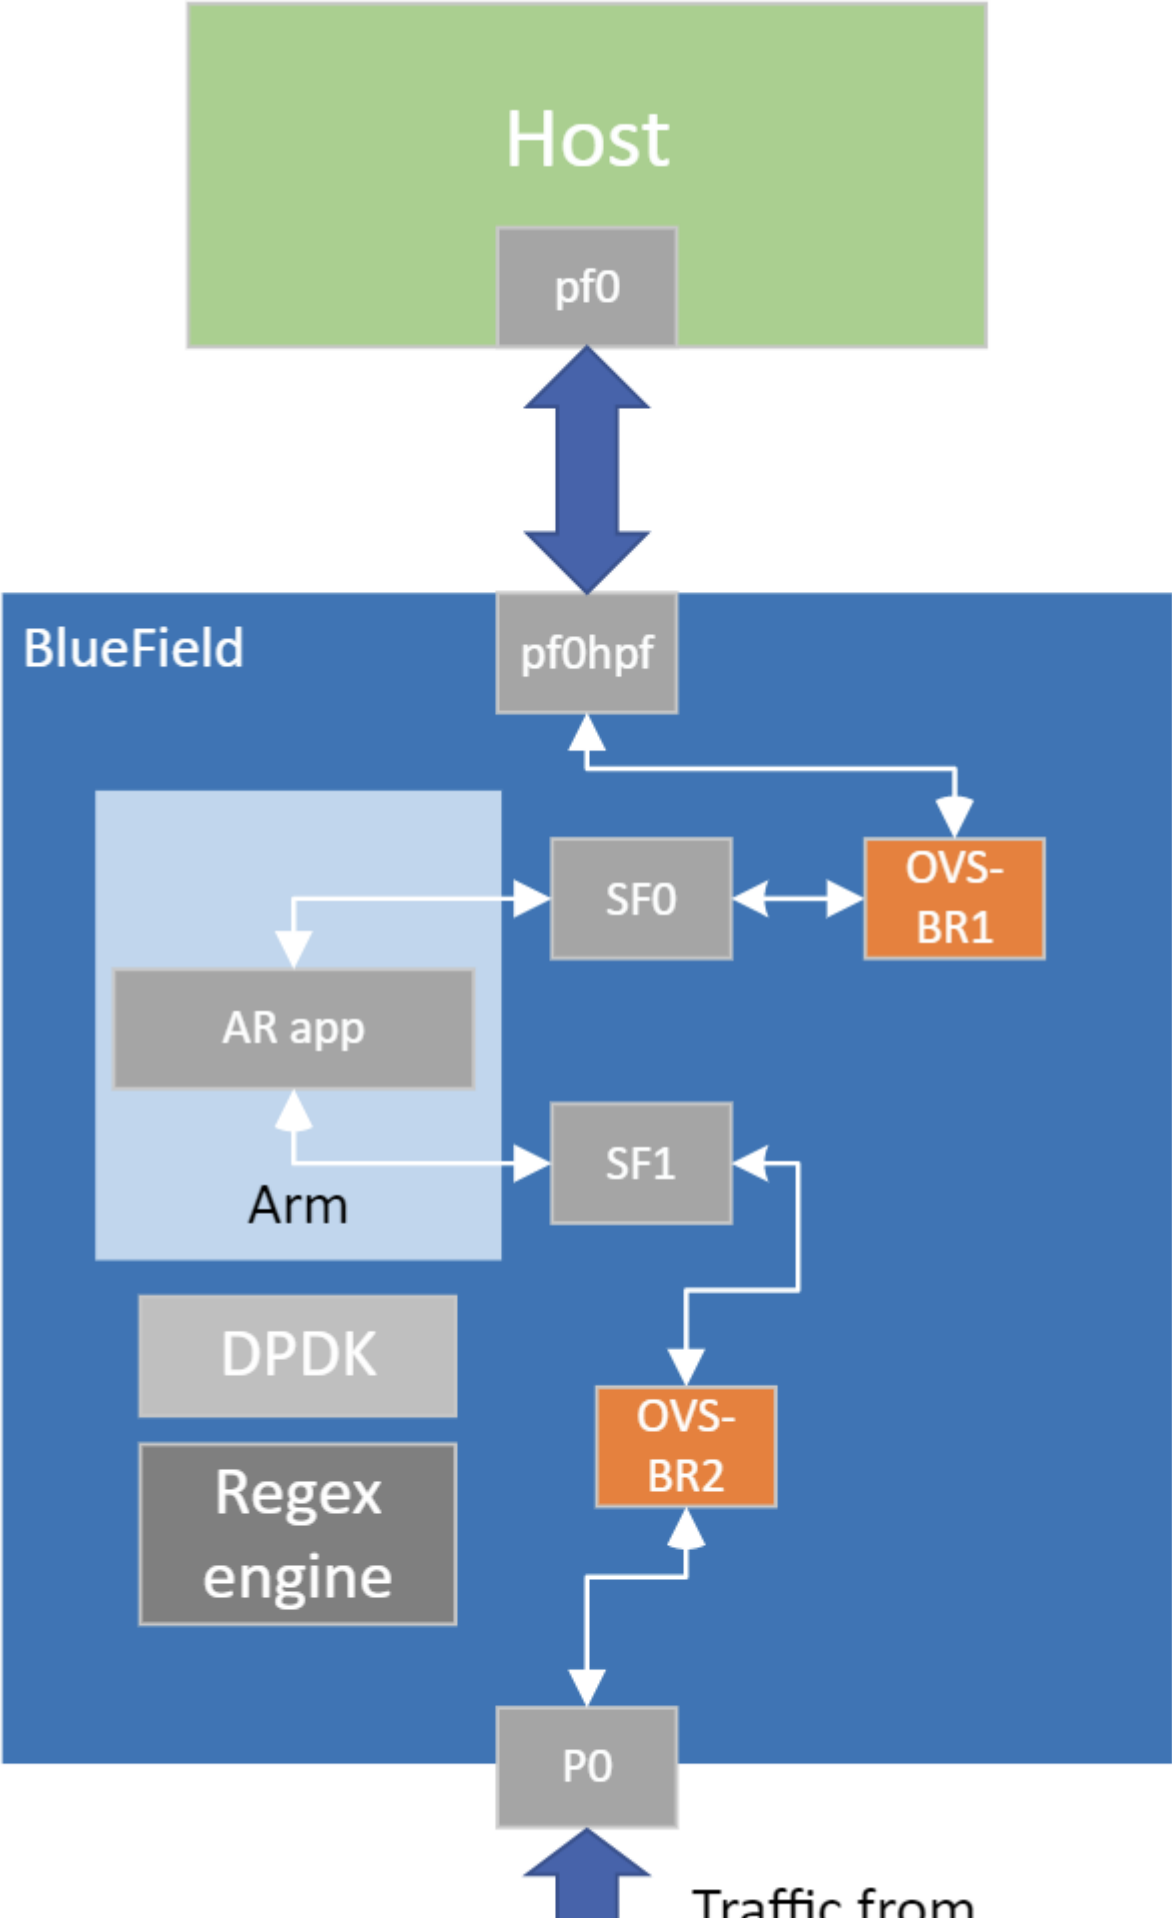 Host
pf0
BlueField
pf0hpf
SF0
OVS-
BR1
AR app
SF1
Arm
DPDK
OVS-
BR2
Regex
engine
P0
Traffic from